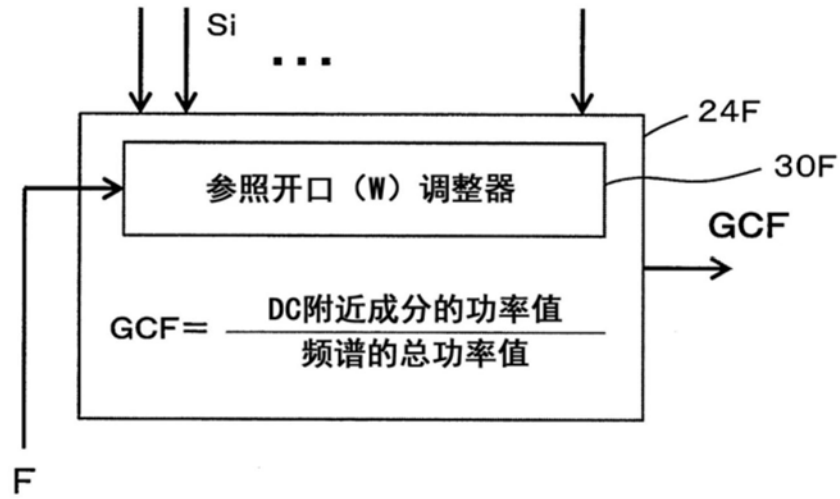 Si
...
24F
参照开口（W）调整器
30F
GCF
GCF= DC附近成分的功率值
频谱的总功率值
F